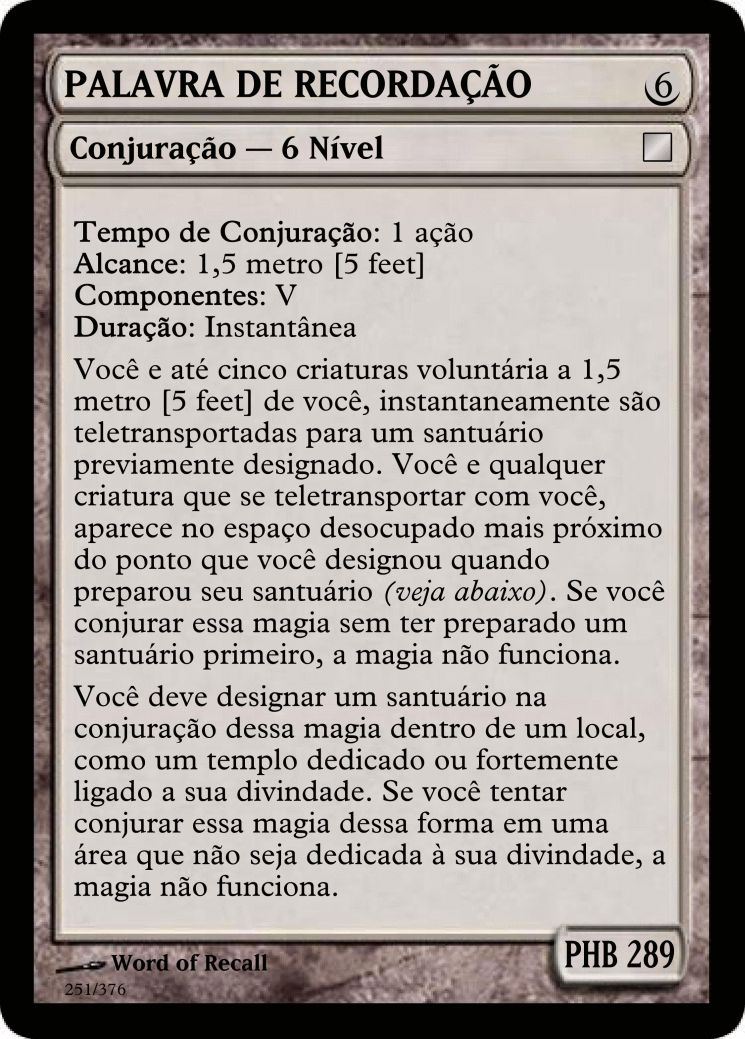 PALAVRA DE RECORDAÇÃO 6
Conjuração — 6 Nível
Tempo de Conjuração: 1 ação
Alcance: 1,5 metro [5 feet]
Componentes: V
Duração: Instantânea
Você e até cinco criaturas voluntária a 1,5
metro [5 feet] de você, instantaneamente são
teletransportadas para um santuário
previamente designado. Você e qualquer
criatura que se teletransportar com você,
aparece no espaço desocupado mais próximo
do ponto que você designou quando
preparou seu santuário (veja abaixo). Se você
conjurar essa magia sem ter preparado um
santuário primeiro, a magia não funciona.
Você deve designar um santuário na
conjuração dessa magia dentro de um local,
como um templo dedicado ou fortemente
ligado a sua divindade. Se você tentar
conjurar essa magia dessa forma em uma
área que não seja dedicada à sua divindade, a
magia não funciona.
PHB 289
Word of Recall
251/376